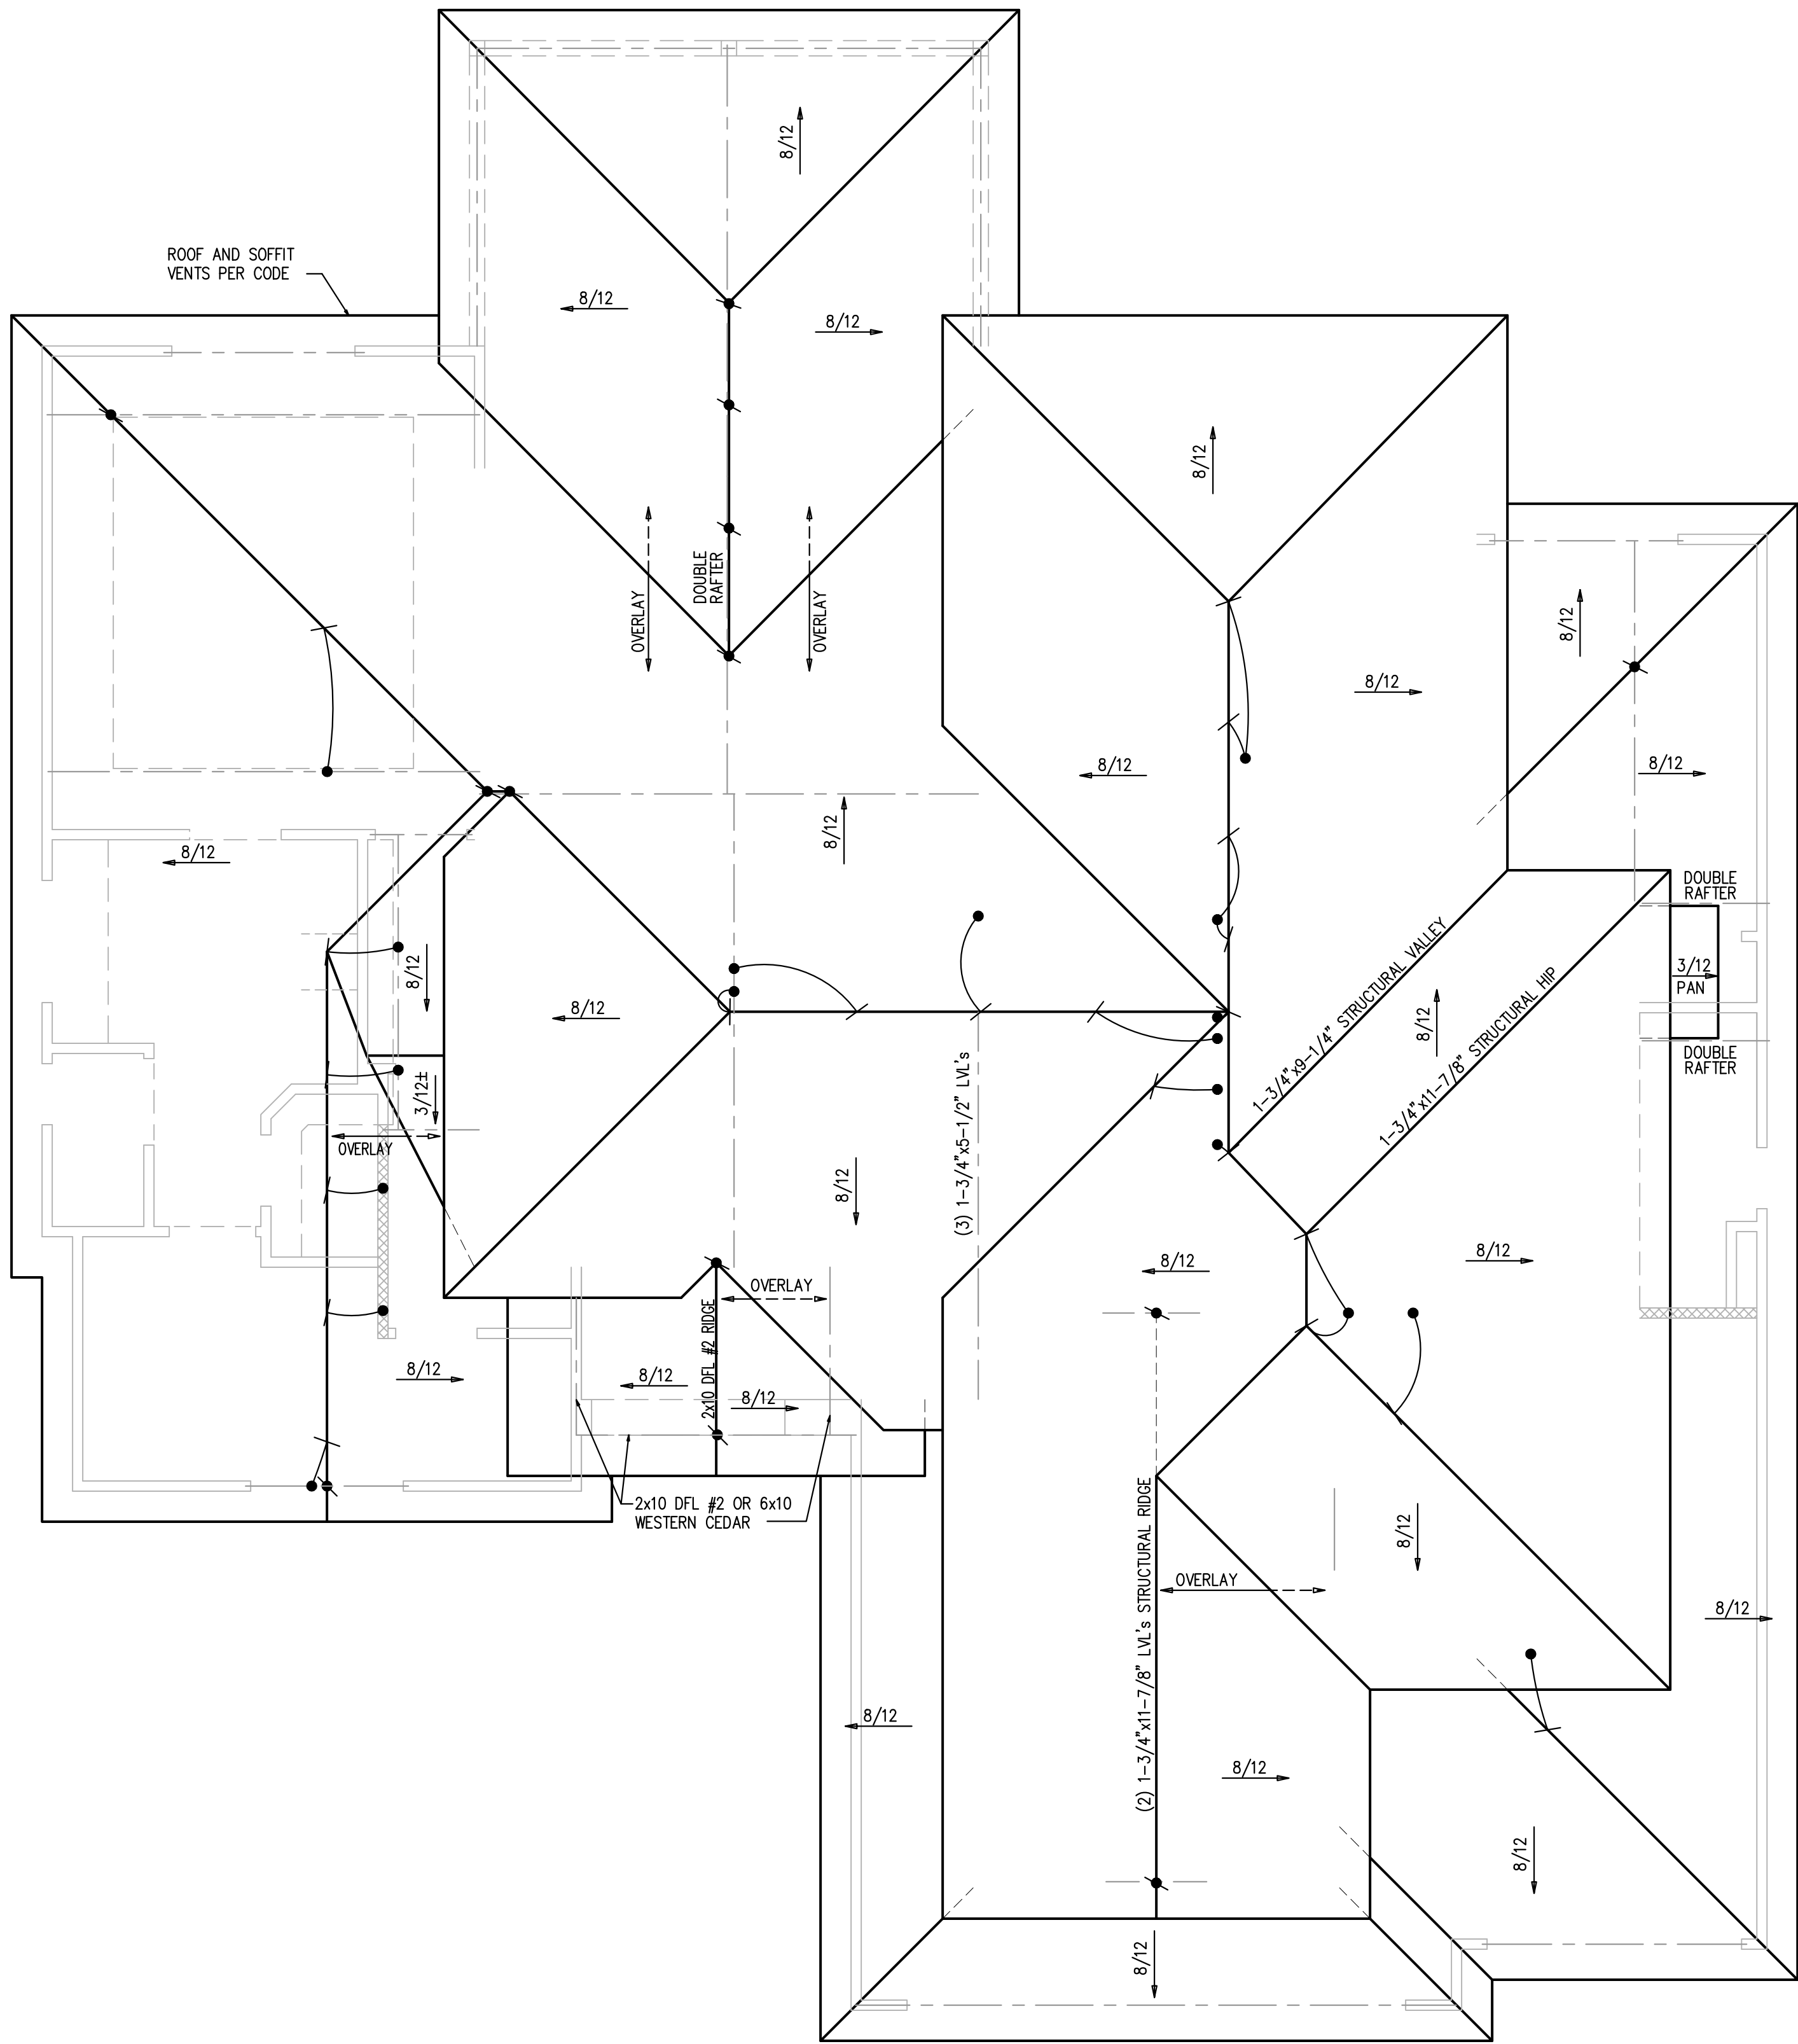 8/12
ROOF AND SOFFIT
VENTS PER CODE
8/12
8/12
8/12
DOUBLE
RAFTER
OVERLAY
OVERLAY
8/12
8/12
8/12
8/12
8/12
8/12
8/12
DOUBLE
RAFTER
1-3/4"x9-1/4" STRUCTURAL VALLEY
8/12
3/12
PAN
8/12
8/12
1-3/4"x11-7/8" STRUCTURAL HIP
DOUBLE
RAFTER
3/12±
OVERLAY
(3) 1-3/4"x5-1/2" LVL's
8/12
8/12
8/12
OVERLAY
2x10 DFL #2 RIDGE
8/12
8/12
8/12
2x10 DFL #2 OR 6x10
WESTERN CEDAR
(2) 1-3/4"x11-7/8" LVL's STRUCTURAL RIDGE
8/12
OVERLAY
8/12
8/12
8/12
8/12
8/12